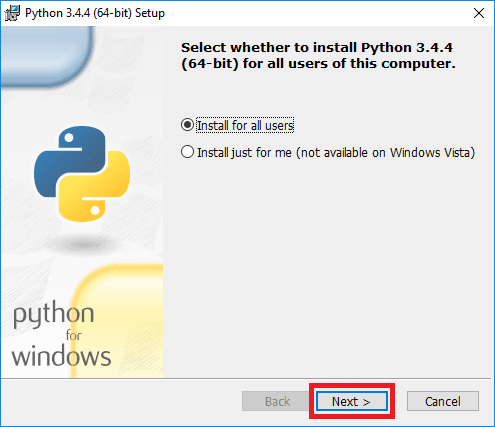 Python 3.4.4 (64-bit) Setup
Select whether to install Python 3.4.4
(64-bit) for all users of this computer.
Install for all users
Install just for me (not available on Windows Vista)
python
for
windows
Back
Next >
Cancel